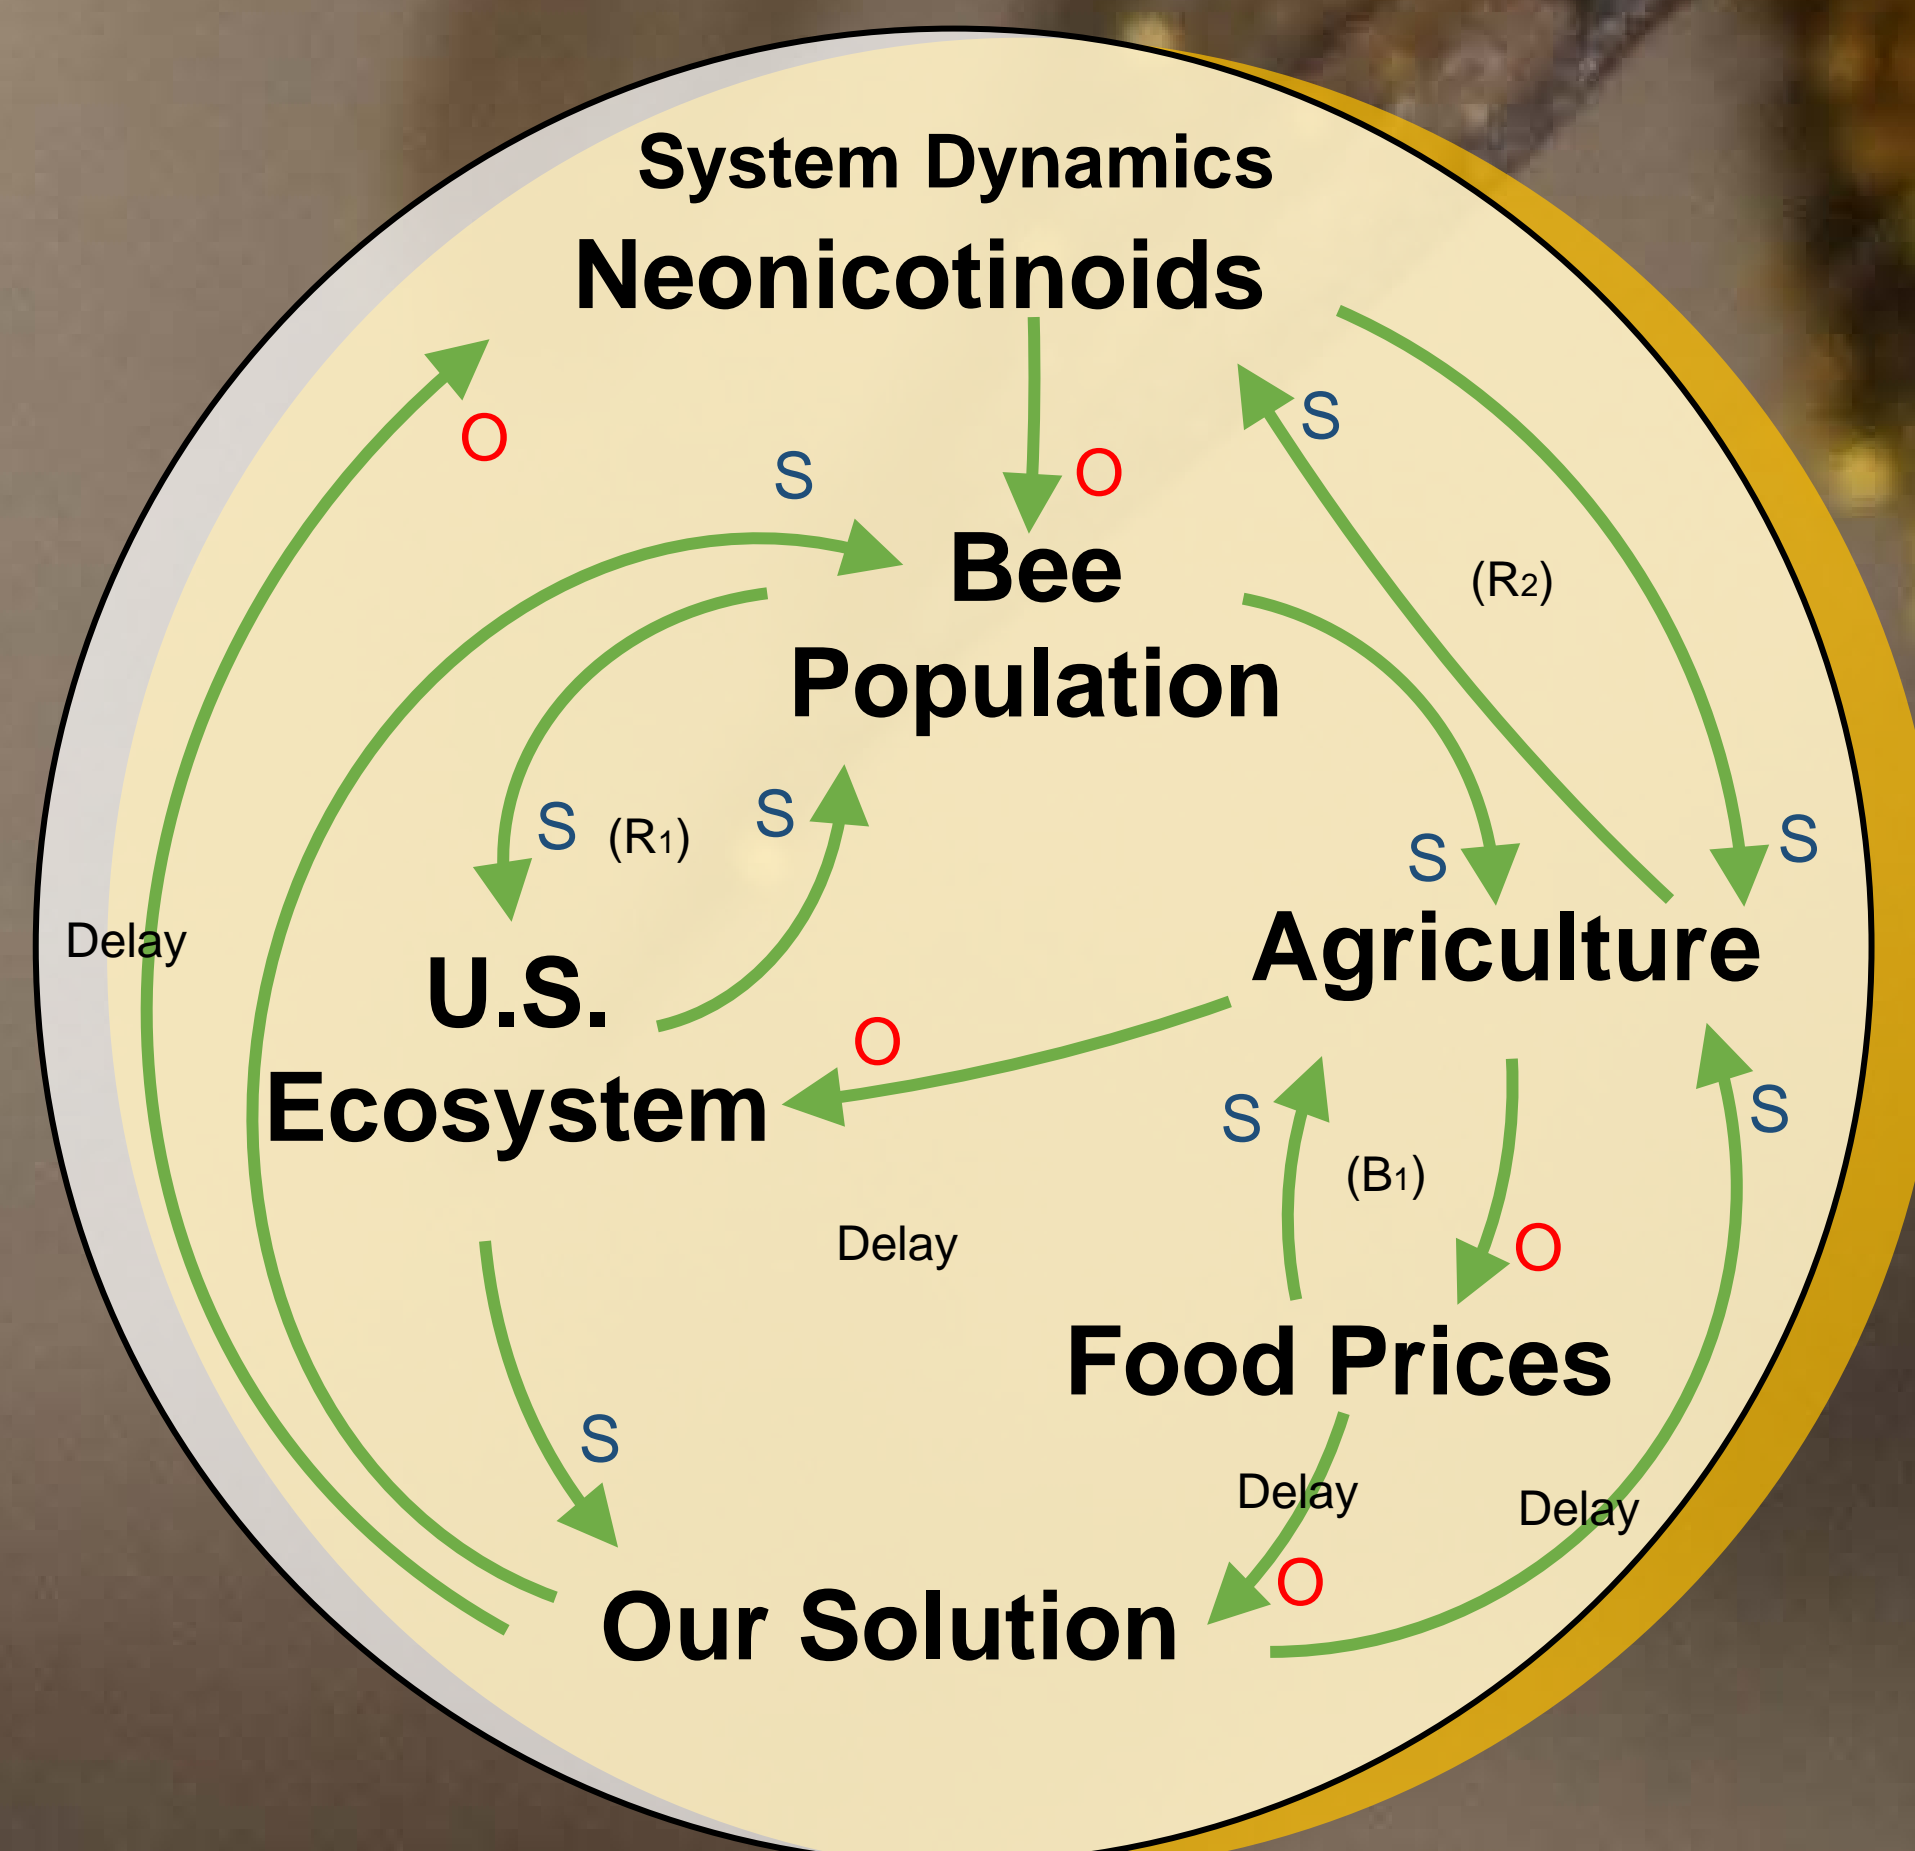 System Dynamics
Neonicotinoids
O
S
O
S
Bee
Population
(R2)
S
(R1)
S
S
S
Delay
Agriculture
U.S.
Ecosystem
O
S
(B1)
S
Delay
O
Food Prices
S
Delay
Delay
O
Our Solution